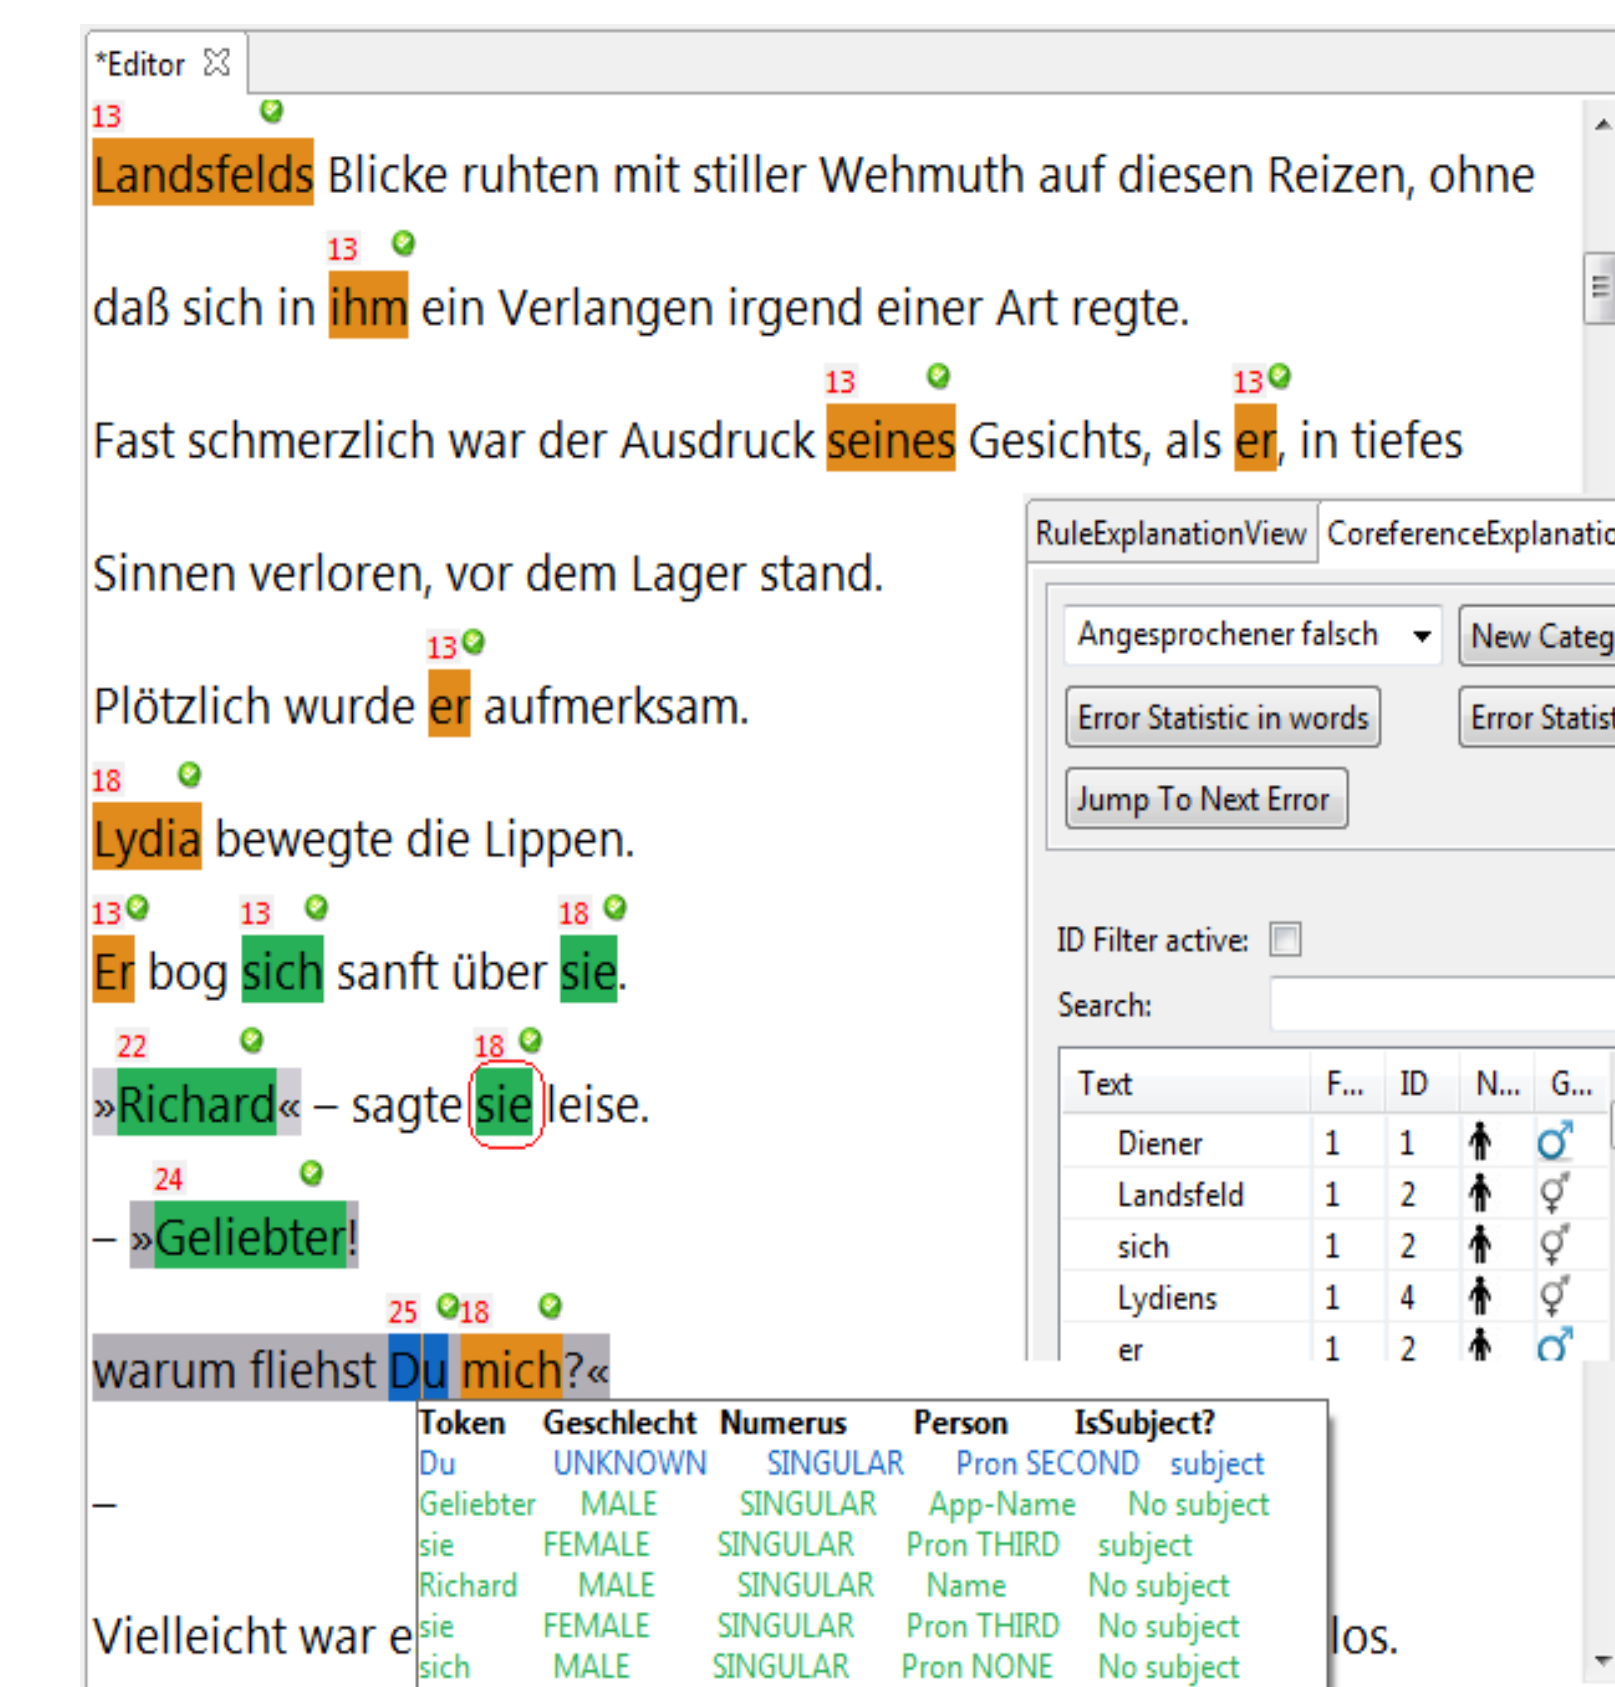 *Editor
13
Landsfelds Blicke ruhten mit stiller Wehmuth auf diesen Reizen, ohne
13
daß sich in ihm ein Verlangen irgend einer Art regte.
13 13
Fast schmerzlich war der Ausdruck seines Gesichts, als er, in tiefes
Sinnen verloren, vor dem Lager stand.
13
Plötzlich wurde er aufmerksam.
18
Lydia bewegte die Lippen.
13 13 18
Er bog sich sanft über sie.
22 18
»Richard« – sagte sie leise.
24
– »Geliebter!
25 18
warum fliehst Du mich?«
–
Vielleicht war e
los.
Token Geschlecht Numerus Person IsSubject?
Du UNKNOWN SINGULAR Pron SECOND subject
Geliebter MALE SINGULAR App-Name No subject
sie FEMALE SINGULAR Pron THIRD subject
Richard MALE SINGULAR Name No subject
sie FEMALE SINGULAR Pron THIRD No subject
sich MALE SINGULAR Pron NONE No subject
RuleExplanationView CoreferenceExplanatio
Angesprochener falsch New Categ
Error Statistic in words Error Statist
Jump To Next Error
ID Filter active:
Search:
Text F... ID N... G...
Diener 1 1
Landsfeld 1 2
sich 1 2
Lydiens 1 4
er 1 2